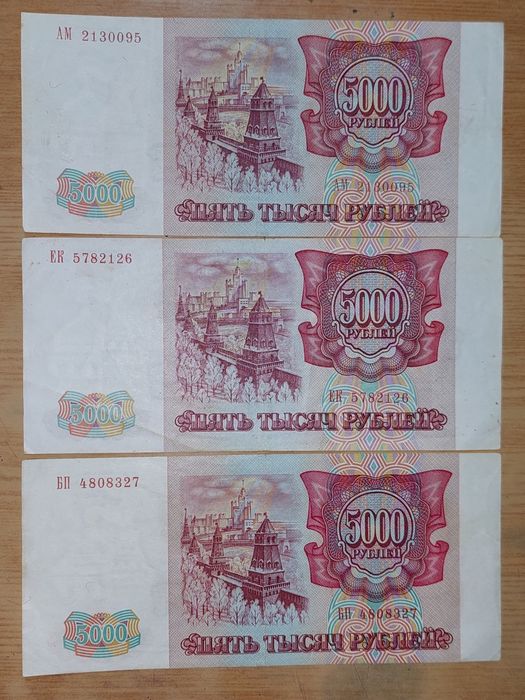 АМ 2130095
5000
РУБЛЕЙ
АМ 2130095
5000
ПЯТЬ ТЫСЯЧ РУБЛЕЙ
ЕК 5782126
5000
РУБЛЕЙ
ЕК 5782126
5000
ПЯТЬ ТЫСЯЧ РУБЛЕЙ
БП 4808327
5000
РУБЛЕЙ
БП 4808327
5000
ПЯТЬ ТЫСЯЧ РУБЛЕЙ